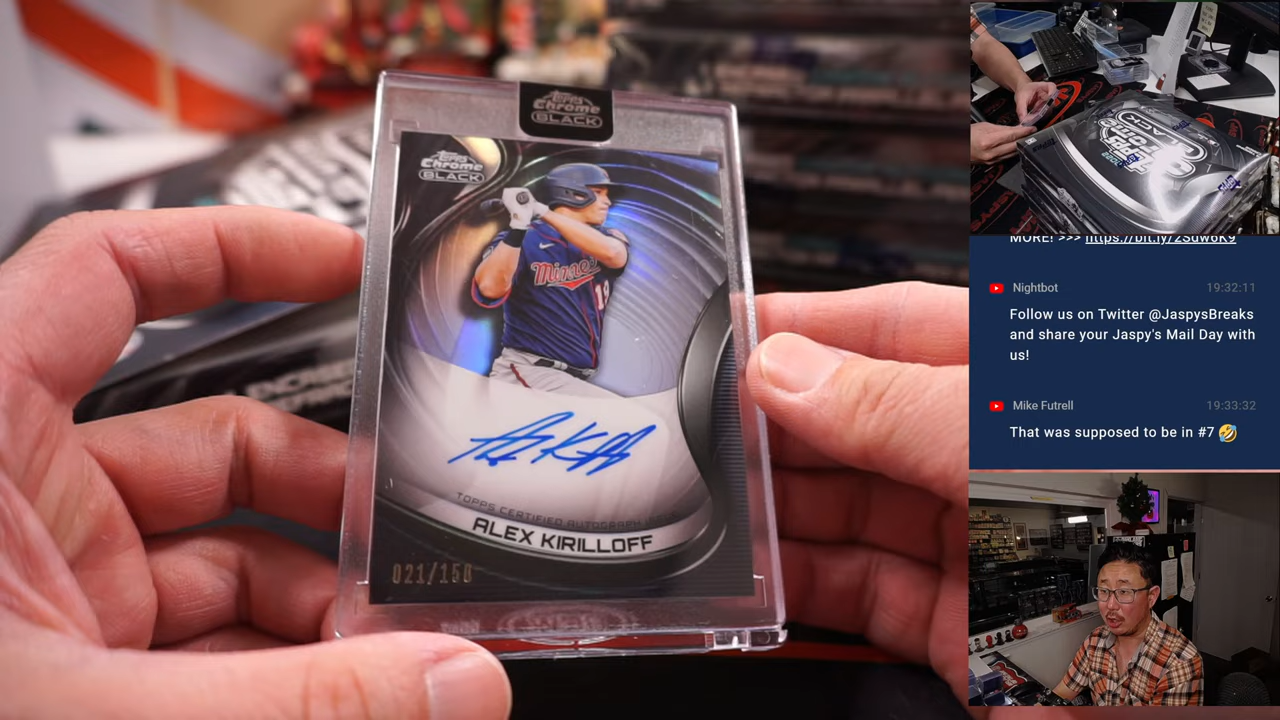 Topps
Chrome
BLACK
Topps
Chrome
BLACK
Minnes
19
TOPPS CERTIFIED AUTOGRAPH
ALEX KIRILLOFF
021/150
MORE! >>> https://bit.ly/2Sdw6K9
Nightbot
19:32:11
Follow us on Twitter @JaspysBreaks
and share your Jaspy's Mail Day with
us!
Mike Futrell
19:33:32
That was supposed to be in #7 🤣